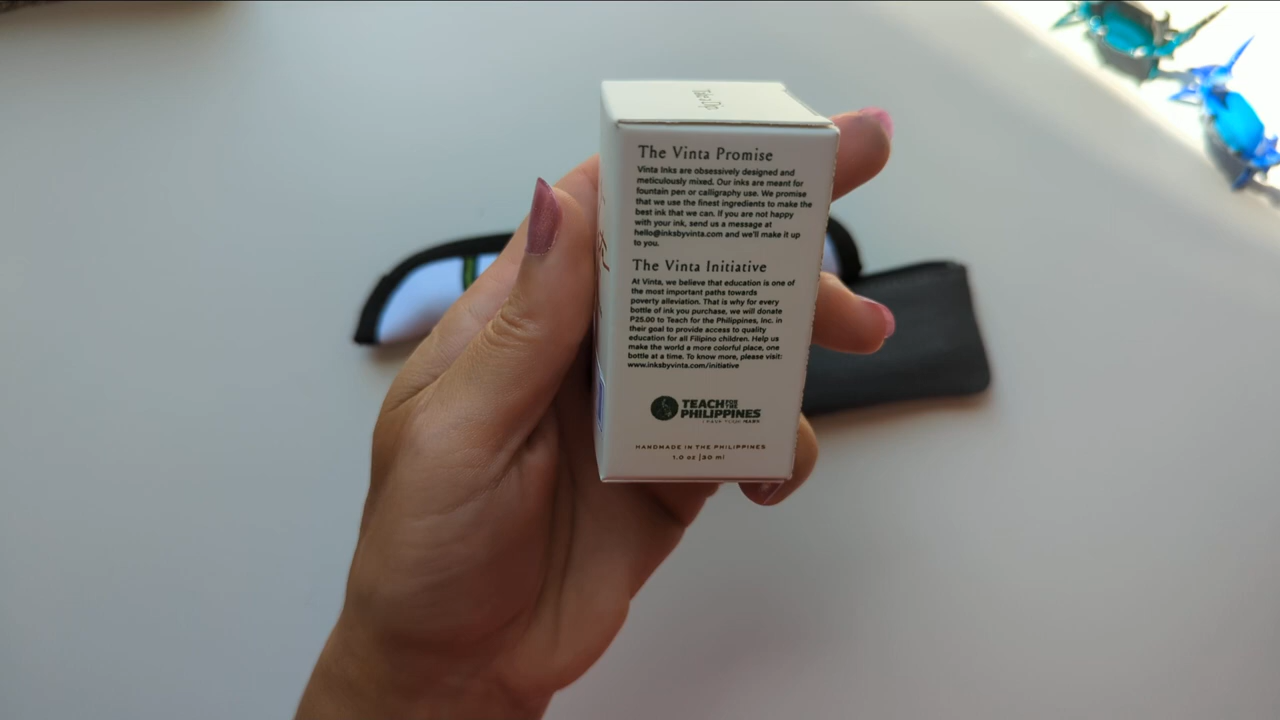 Take a Dip
The Vinta Promise
Vinta Inks are obsessively designed and
meticulously mixed. Our inks are meant for
fountain pen or calligraphy use. We promise
that we use the finest ingredients to make the
best ink that we can. If you are not happy
with your ink, send us a message at
hello@inksbyvinta.com and we'll make it up
to you.
The Vinta Initiative
At Vinta, we believe that education is one of
the most important paths towards
poverty alleviation. That is why for every
bottle of ink you purchase, we will donate
P25.00 to Teach for the Philippines, Inc. in
their goal to provide access to quality
education for all Filipino children. Help us
make the world a more colorful place, one
bottle at a time. To know more, please visit:
www.inksbyvinta.com/initiative
TEACH FOR THE
PHILIPPINES
HANDMADE IN THE PHILIPPINES
1.0 oz | 30 ml